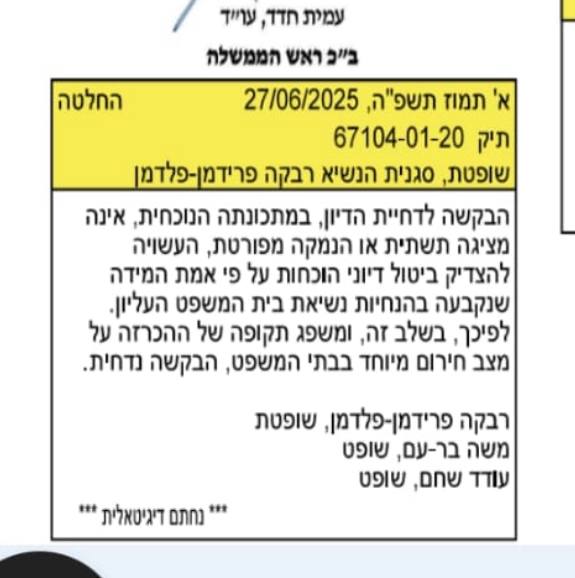 עמית חדד, עו״ד
ב״כ ראש הממשלה
א' תמוז תשפ"ה, 27/06/2025 החלטה
תיק 67104-01-20
שופטת, סגנית הנשיא רבקה פרידמן-פלדמן
הבקשה לדחיית הדיון, במתכונתה הנוכחית, אינה
מציגה תשתית או הנמקה מפורטת, העשויה
להצדיק ביטול דיוני הוכחות על פי אמת המידה
שנקבעה בהנחיות נשיאת בית המשפט העליון.
לפיכך, בשלב זה, ומשפג תקופה של ההכרזה על
מצב חירום מיוחד בבתי המשפט, הבקשה נדחית.
רבקה פרידמן-פלדמן, שופטת
משה בר-עם, שופט
עודד שחם, שופט
*** נחתם דיגיטאלית ***